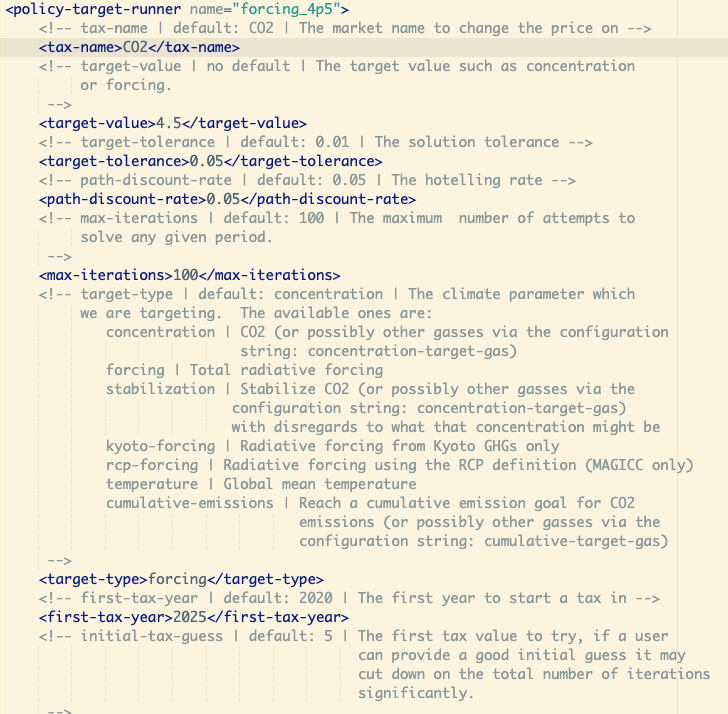 <policy-target-runner name="forcing_4p5">
<!-- tax-name | default: CO2 | The market name to change the price on -->
<tax-name>CO2</tax-name>
<!-- target-value | no default | The target value such as concentration
or forcing.
-->
<target-value>4.5</target-value>
<!-- target-tolerance | default: 0.01 | The solution tolerance -->
<target-tolerance>0.05</target-tolerance>
<!-- path-discount-rate | default: 0.05 | The hotelling rate -->
<path-discount-rate>0.05</path-discount-rate>
<!-- max-iterations | default: 100 | The maximum  number of attempts to
solve any given period.
-->
<max-iterations>100</max-iterations>
<!-- target-type | default: concentration | The climate parameter which
we are targeting.  The available ones are:
concentration | CO2 (or possibly other gasses via the configuration
string: concentration-target-gas)
forcing | Total radiative forcing
stabilization | Stabilize CO2 (or possibly other gasses via the
configuration string: concentration-target-gas)
with disregards to what that concentration might be
kyoto-forcing | Radiative forcing from Kyoto GHGs only
rcp-forcing | Radiative forcing using the RCP definition (MAGICC only)
temperature | Global mean temperature
cumulative-emissions | Reach a cumulative emission goal for CO2
emissions (or possibly other gasses via the
configuration string: cumulative-target-gas)
-->
<target-type>forcing</target-type>
<!-- first-tax-year | default: 2020 | The first year to start a tax in -->
<first-tax-year>2025</first-tax-year>
<!-- initial-tax-guess | default: 5 | The first tax value to try, if a user
can provide a good initial guess it may
cut down on the total number of iterations
significantly.
-->